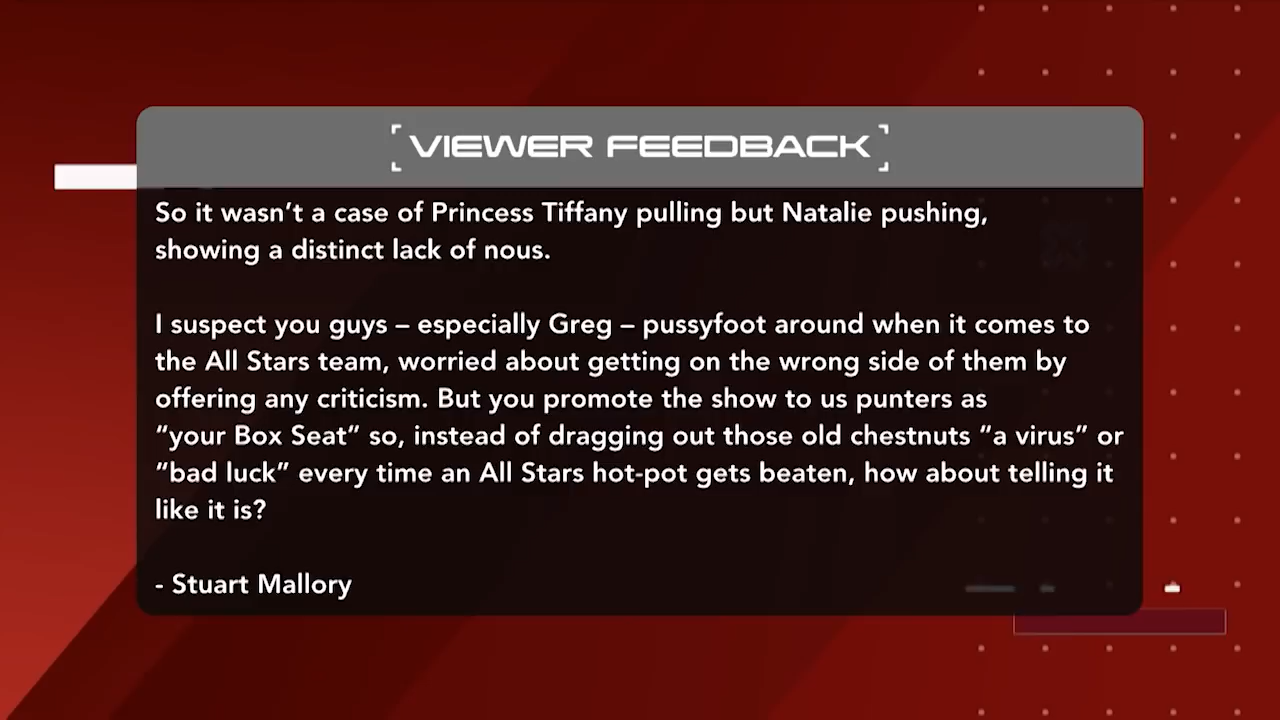 VIEWER FEEDBACK
So it wasn’t a case of Princess Tiffany pulling but Natalie pushing,
showing a distinct lack of nous.
I suspect you guys – especially Greg – pussyfoot around when it comes to
the All Stars team, worried about getting on the wrong side of them by
offering any criticism. But you promote the show to us punters as
“your Box Seat” so, instead of dragging out those old chestnuts “a virus” or
“bad luck” every time an All Stars hot-pot gets beaten, how about telling it
like it is?
- Stuart Mallory